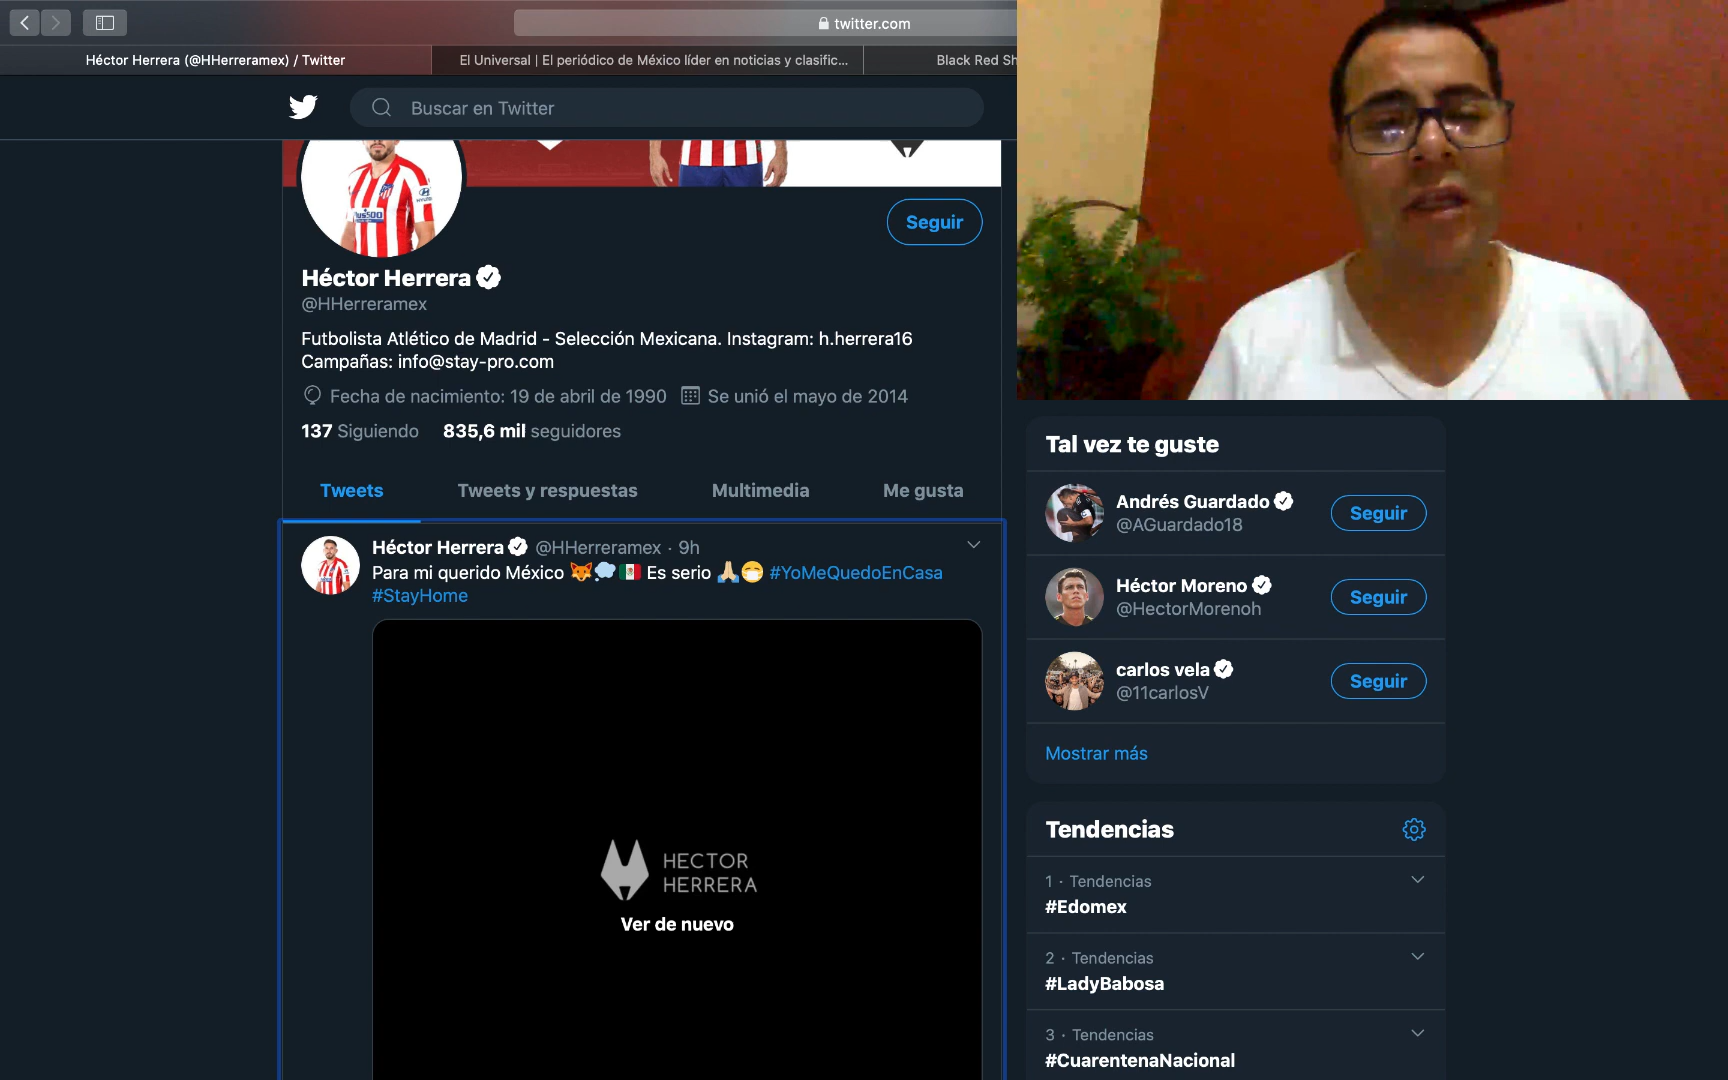 twitter.com
Héctor Herrera (@HHerreramex) / Twitter
El Universal | El periódico de México líder en noticias y clasific...
Black Red Sh
Buscar en Twitter
Seguir
Héctor Herrera
@HHerreramex
Futbolista Atlético de Madrid - Selección Mexicana. Instagram: h.herrera16
Campañas: info@stay-pro.com
Fecha de nacimiento: 19 de abril de 1990 Se unió el mayo de 2014
137 Siguiendo 835,6 mil seguidores
Tweets Tweets y respuestas Multimedia Me gusta
Héctor Herrera @HHerreramex · 9h
Para mi querido México 🦊💭🇲🇽 Es serio 🙏🏼😷 #YoMeQuedoEnCasa
#StayHome
HECTOR
HERRERA
Ver de nuevo
Tal vez te guste
Andrés Guardado
@AGuardado18
Seguir
Héctor Moreno
@HectorMorenoh
Seguir
carlos vela
@11carlosV
Seguir
Mostrar más
Tendencias
1 · Tendencias
#Edomex
2 · Tendencias
#LadyBabosa
3 · Tendencias
#CuarentenaNacional